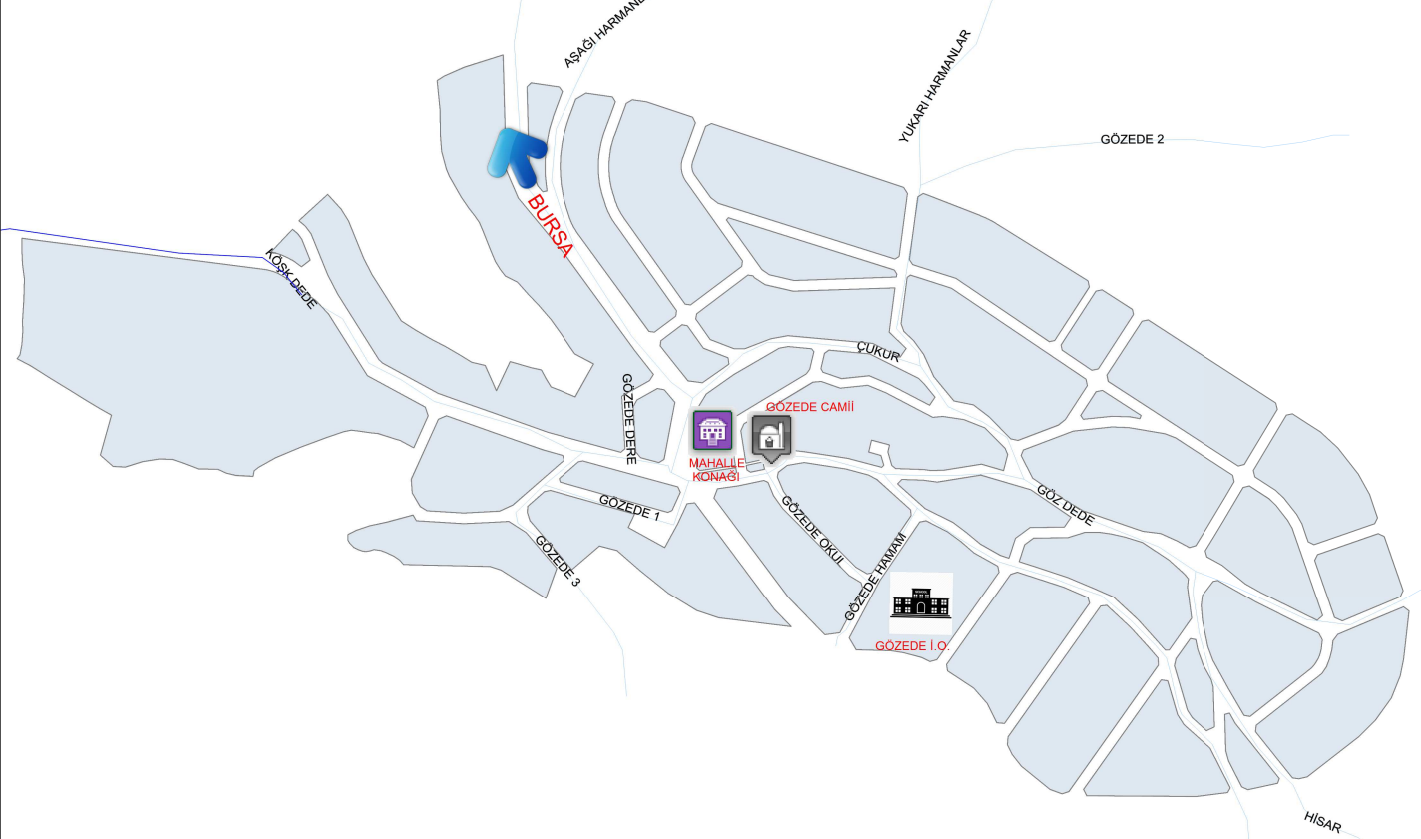 AŞAĞI HARMANL
YUKARI HARMANLAR
GÖZEDE 2
BURSA
KÖŞK DEDE
ÇUKUR
GÖZEDE DERE
GÖZEDE CAMİİ
MAHALLE
KONAĞI
GÖZEDE 1
GÖZEDE OKUL
GÖZ DEDE
GÖZEDE 3
GÖZEDE HAMAM
SCHOOL
GÖZEDE İ.O.
HİSAR